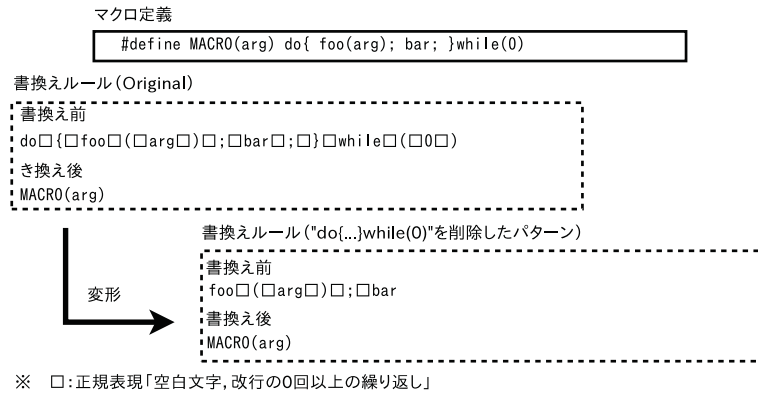 マクロ定義
#define MACRO(arg) do{ foo(arg); bar; }while(0)
書換えルール(Original)
書換え前
do□{□foo□(□arg□)□;□bar□;□}□while□(□0□)
き換え後
MACRO(arg)
書換えルール("do{...}while(0)"を削除したパターン)
書換え前
foo□(□arg□)□;□bar
書換え後
MACRO(arg)
変形
※ □:正規表現「空白文字,改行の0回以上の繰り返し」